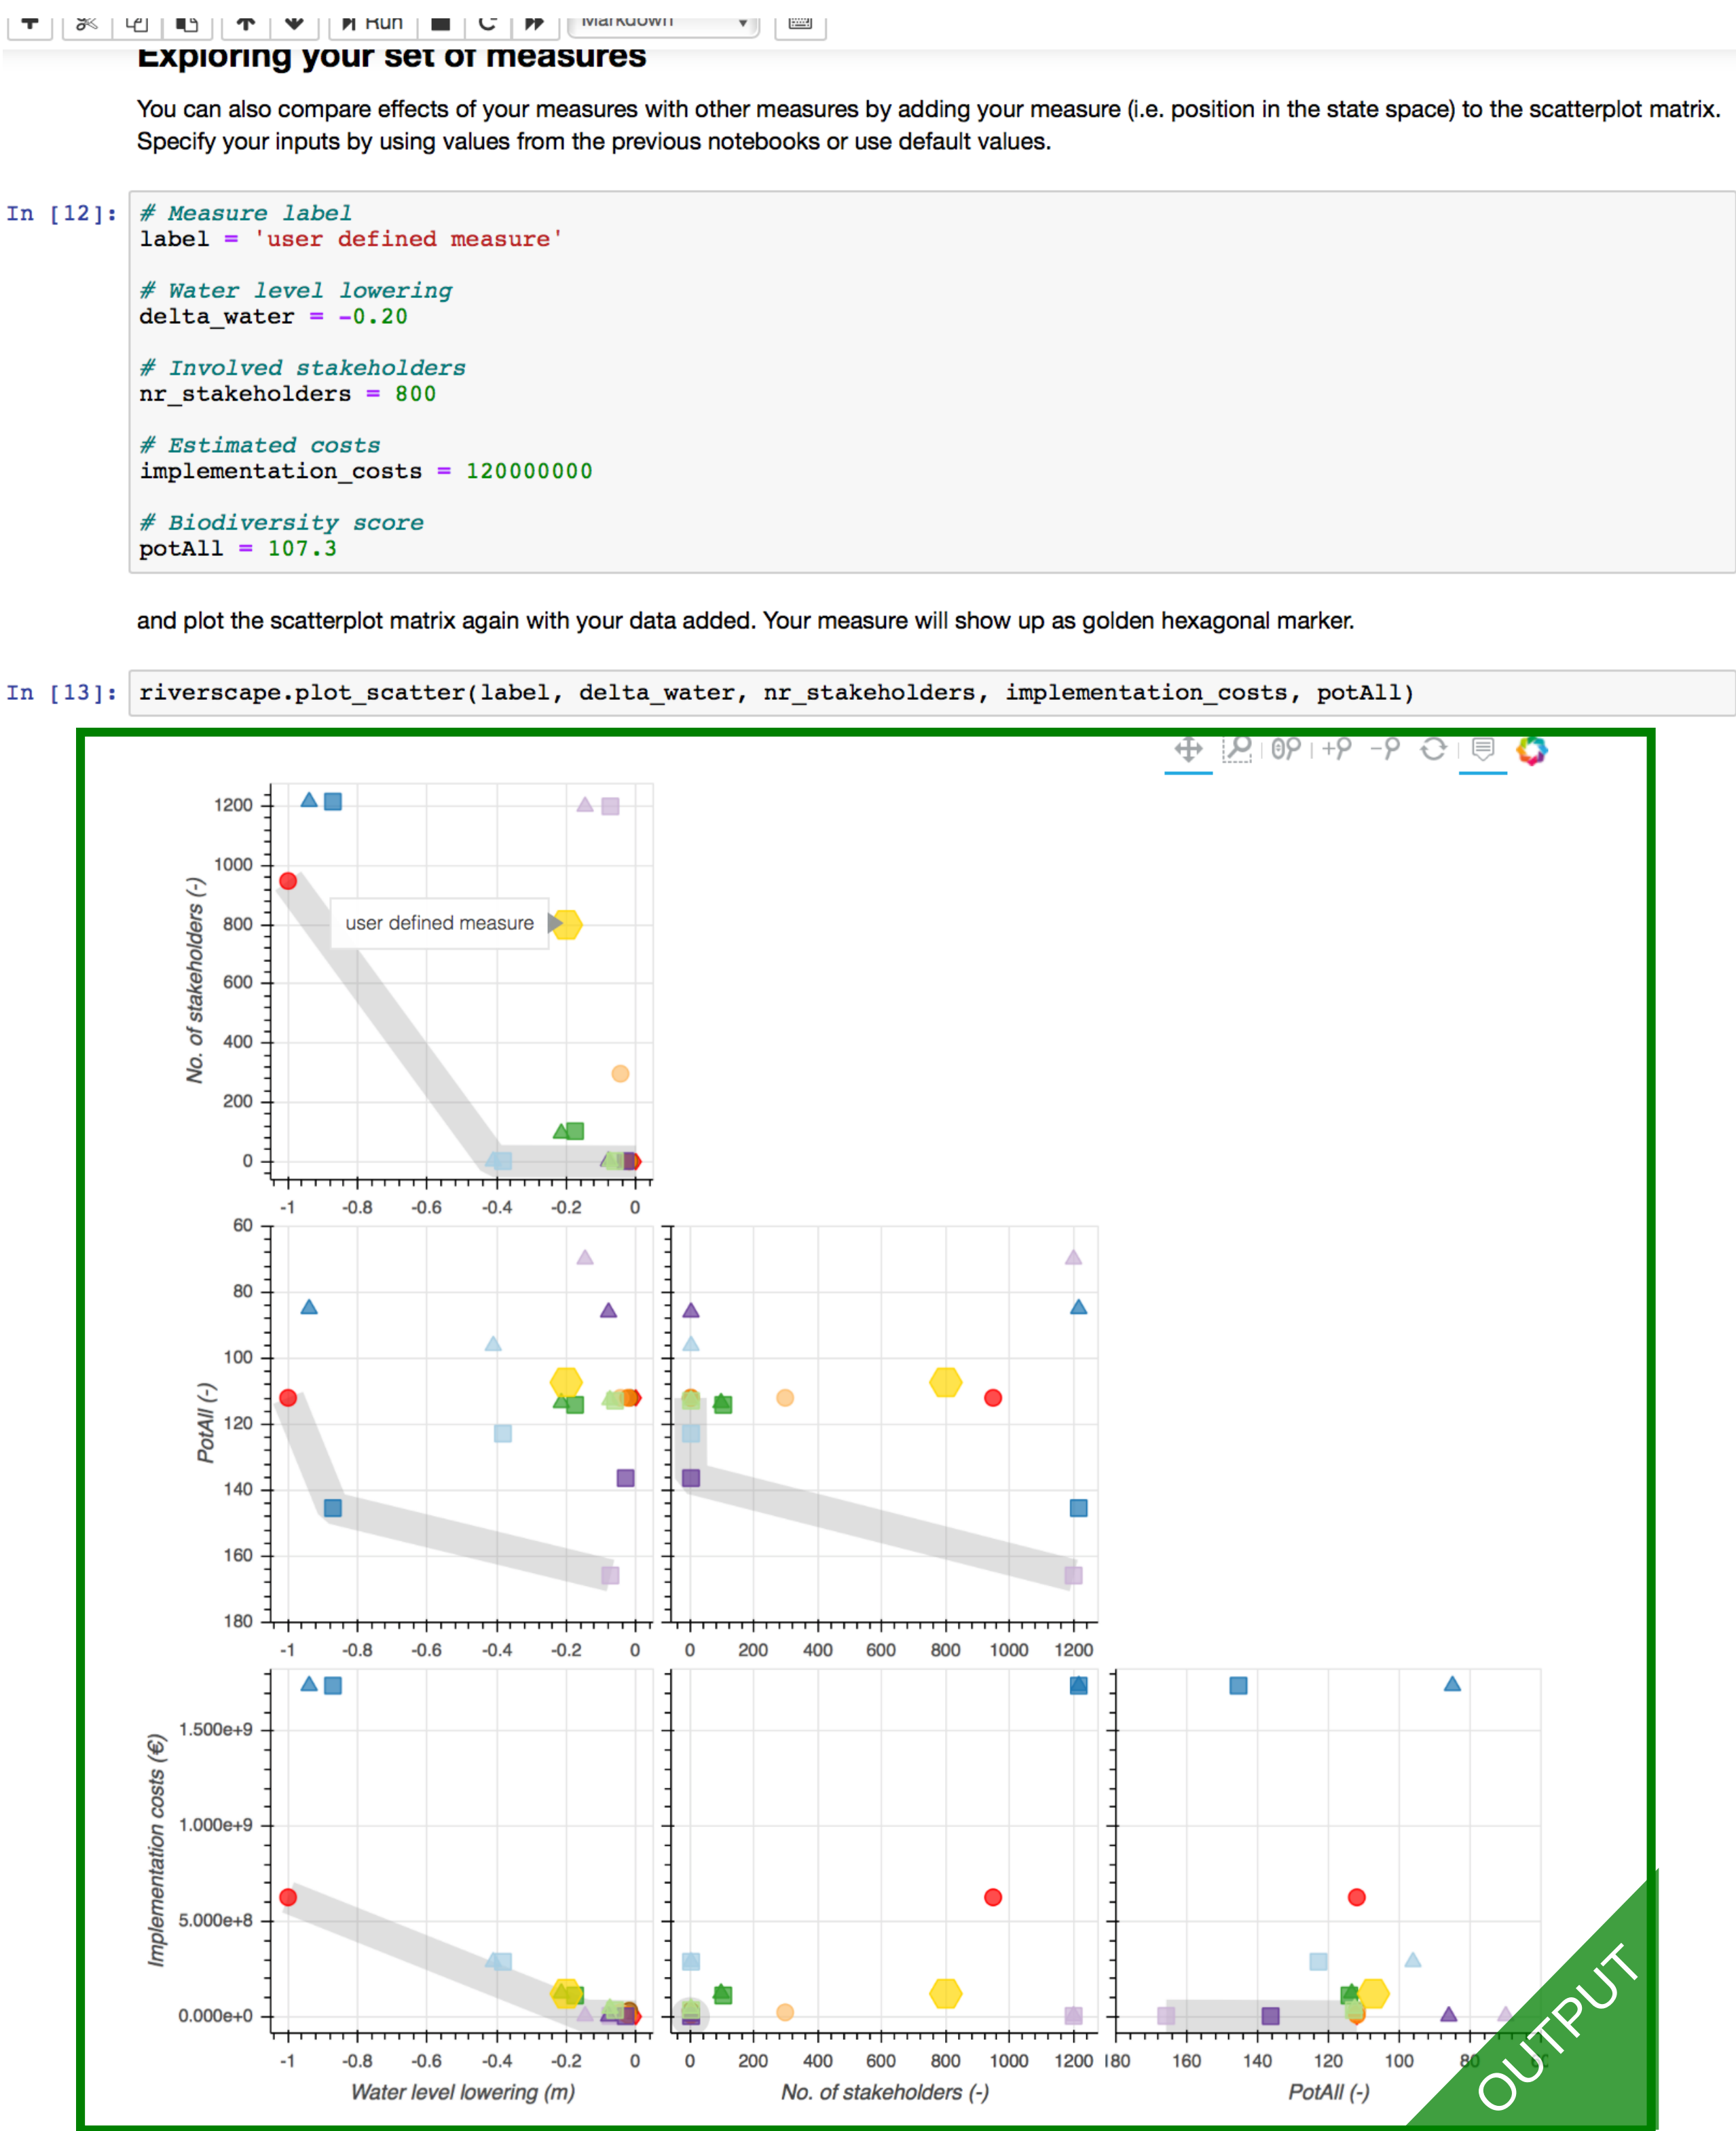 Run Markdown
Exploring your set of measures
You can also compare effects of your measures with other measures by adding your measure (i.e. position in the state space) to the scatterplot matrix.
Specify your inputs by using values from the previous notebooks or use default values.
In [12]:
# Measure label
label = 'user defined measure'
# Water level lowering
delta_water = -0.20
# Involved stakeholders
nr_stakeholders = 800
# Estimated costs
implementation_costs = 120000000
# Biodiversity score
potAll = 107.3
and plot the scatterplot matrix again with your data added. Your measure will show up as golden hexagonal marker.
In [13]: riverscape.plot_scatter(label, delta_water, nr_stakeholders, implementation_costs, potAll)
1200
1000
800
600
400
200
0
No. of stakeholders (-)
user defined measure
-1 -0.8 -0.6 -0.4 -0.2 0
60
80
100
120
140
160
180
PotAll (-)
-1 -0.8 -0.6 -0.4 -0.2 0
0 200 400 600 800 1000 1200
1.500e+9
1.000e+9
5.000e+8
0.000e+0
Implementation costs (€)
-1 -0.8 -0.6 -0.4 -0.2 0
0 200 400 600 800 1000 1200
180 160 140 120 100 80
Water level lowering (m)
No. of stakeholders (-)
PotAll (-)
OUTPUT